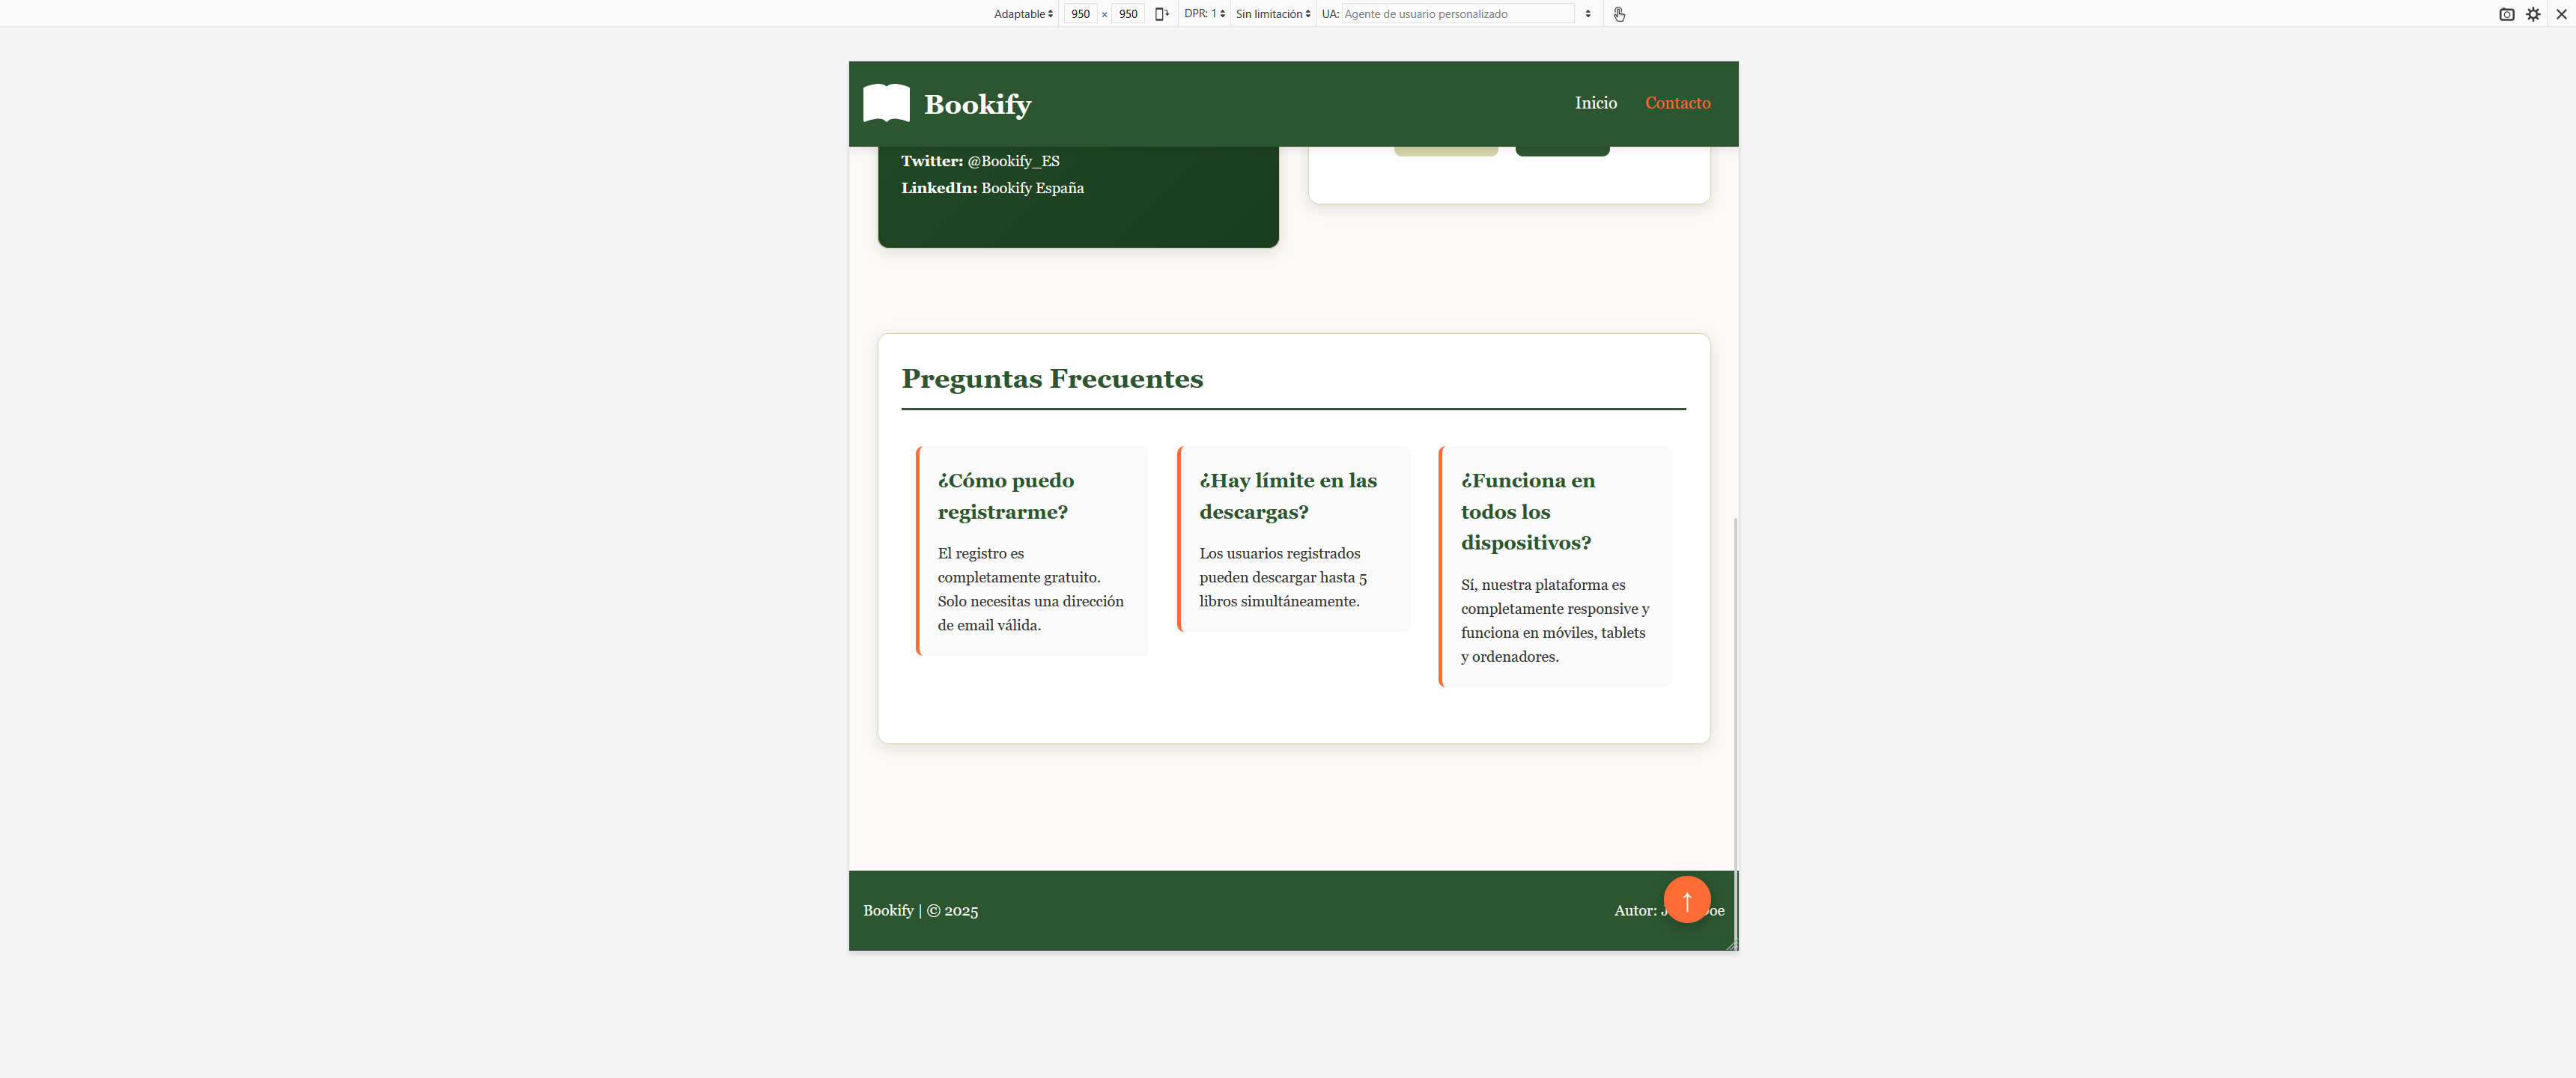 Adaptable 950 × 950 DPR: 1 Sin limitación UA: Agente de usuario personalizado
Bookify
Inicio Contacto
Twitter: @Bookify_ES
LinkedIn: Bookify España
Preguntas Frecuentes
¿Cómo puedo
registrarme?
El registro es
completamente gratuito.
Solo necesitas una dirección
de email válida.
¿Hay límite en las
descargas?
Los usuarios registrados
pueden descargar hasta 5
libros simultáneamente.
¿Funciona en
todos los
dispositivos?
Sí, nuestra plataforma es
completamente responsive y
funciona en móviles, tablets
y ordenadores.
Bookify | © 2025
Autor:
↑